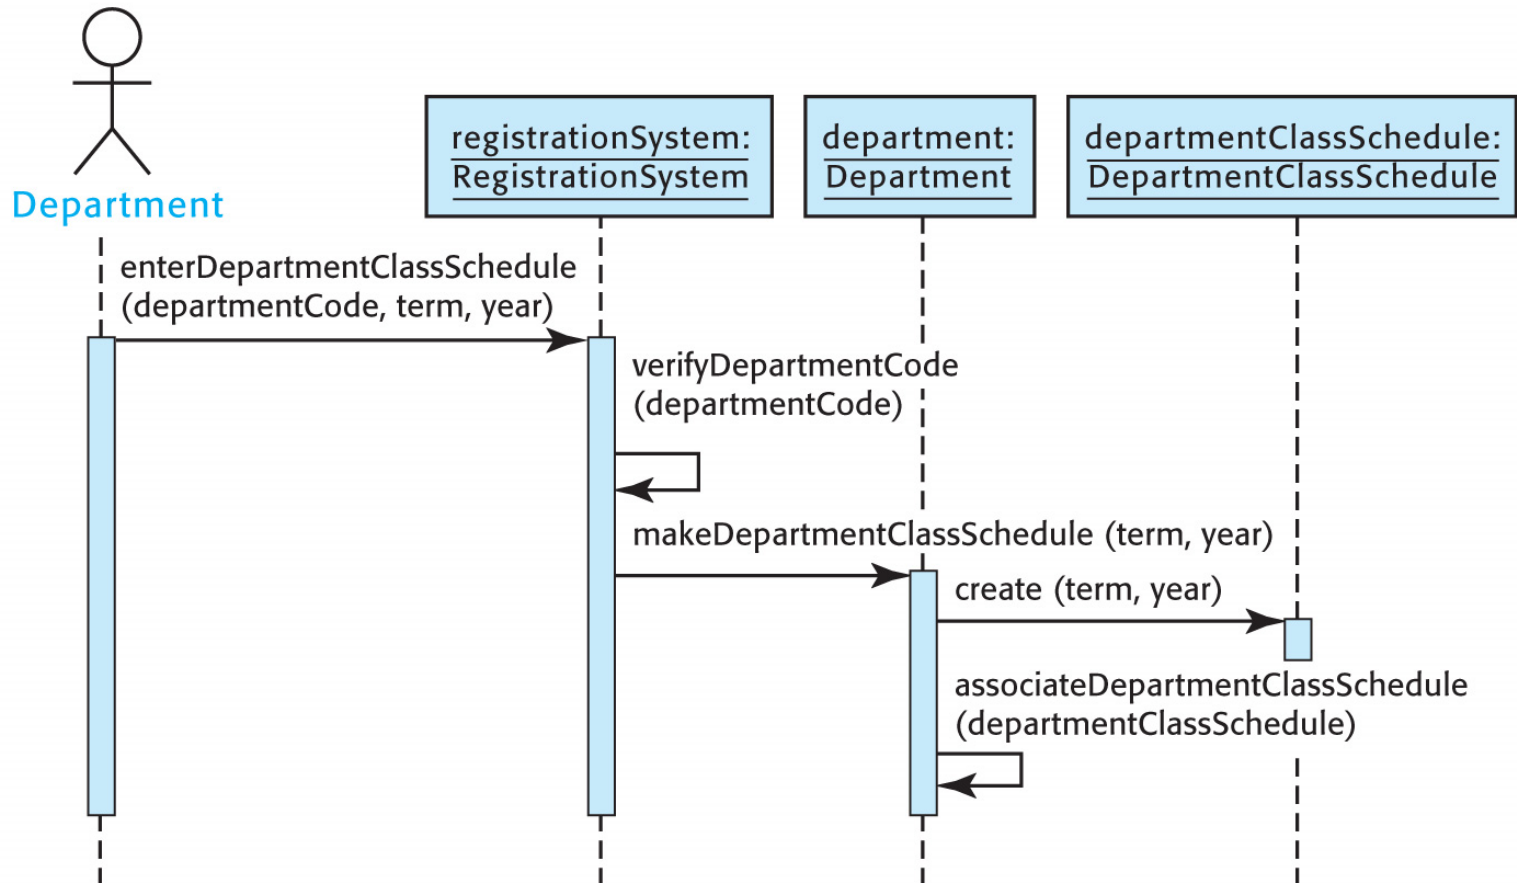 Department
registrationSystem:
RegistrationSystem
department:
Department
departmentClassSchedule:
DepartmentClassSchedule
enterDepartmentClassSchedule
(departmentCode, term, year)
verifyDepartmentCode
(departmentCode)
makeDepartmentClassSchedule (term, year)
create (term, year)
associateDepartmentClassSchedule
(departmentClassSchedule)